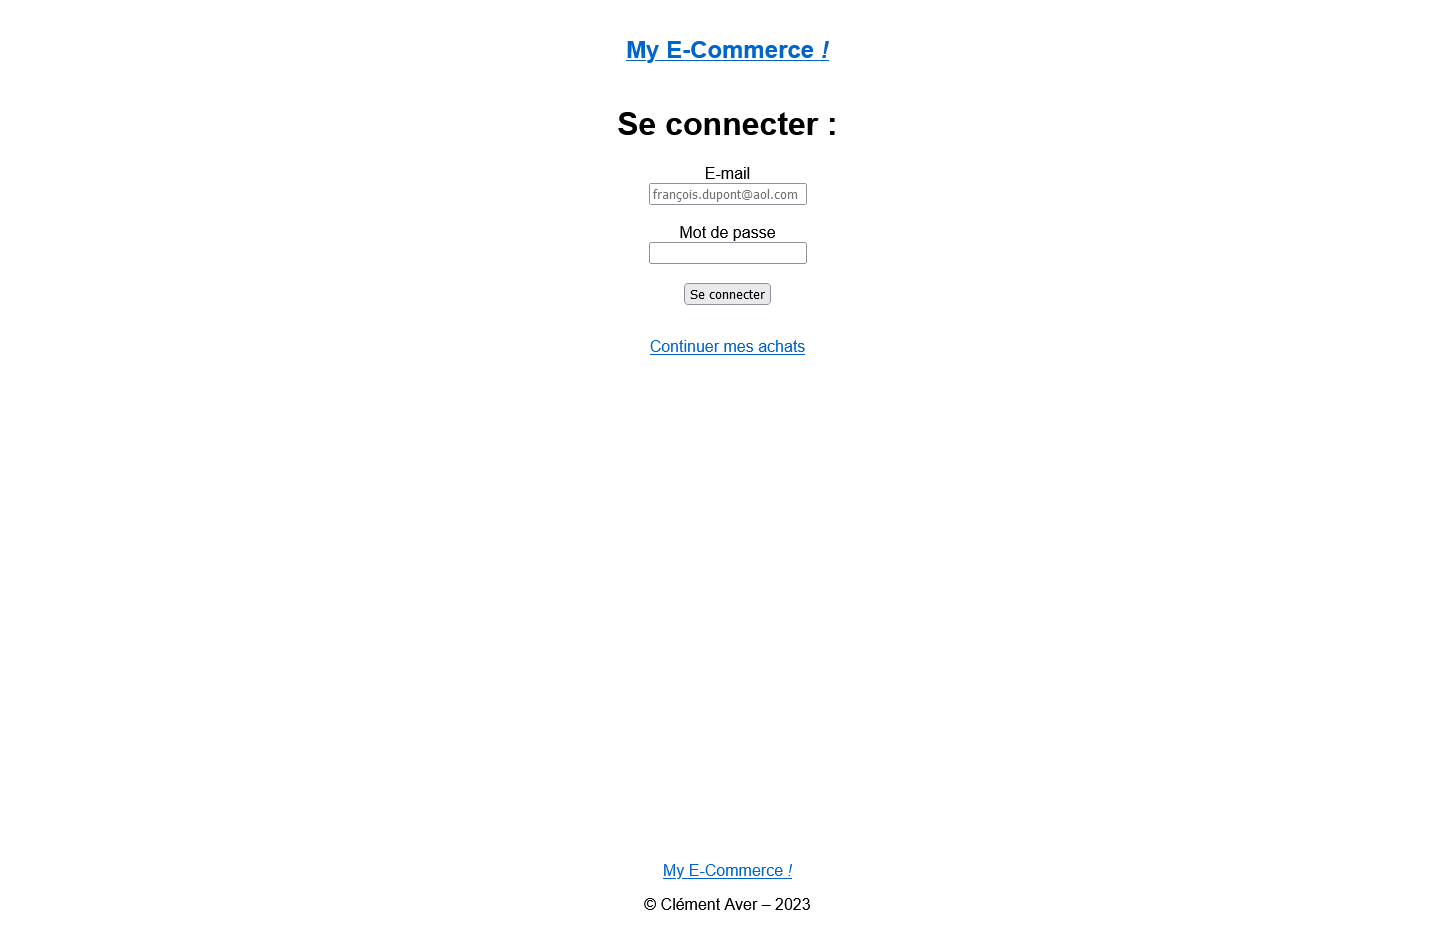 My E-Commerce !
Se connecter :
E-mail
françois.dupont@aol.com
Mot de passe
Se connecter
Continuer mes achats
My E-Commerce !
© Clément Aver – 2023